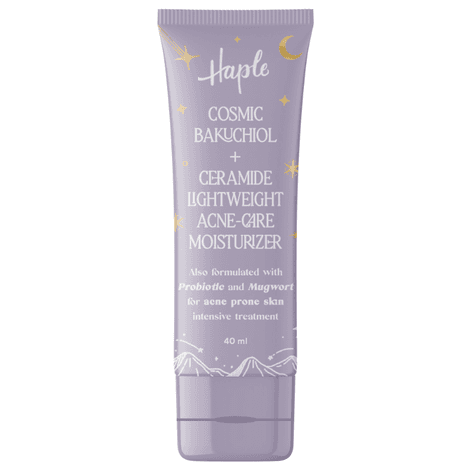 Haple
COSMIC
BAKUCHIOL
+
CERAMIDE
LIGHTWEIGHT
ACNE-CARE
MOISTURIZER
Also formulated with
Probiotic and Mugwort
for acne prone skin
intensive treatment
40 ml